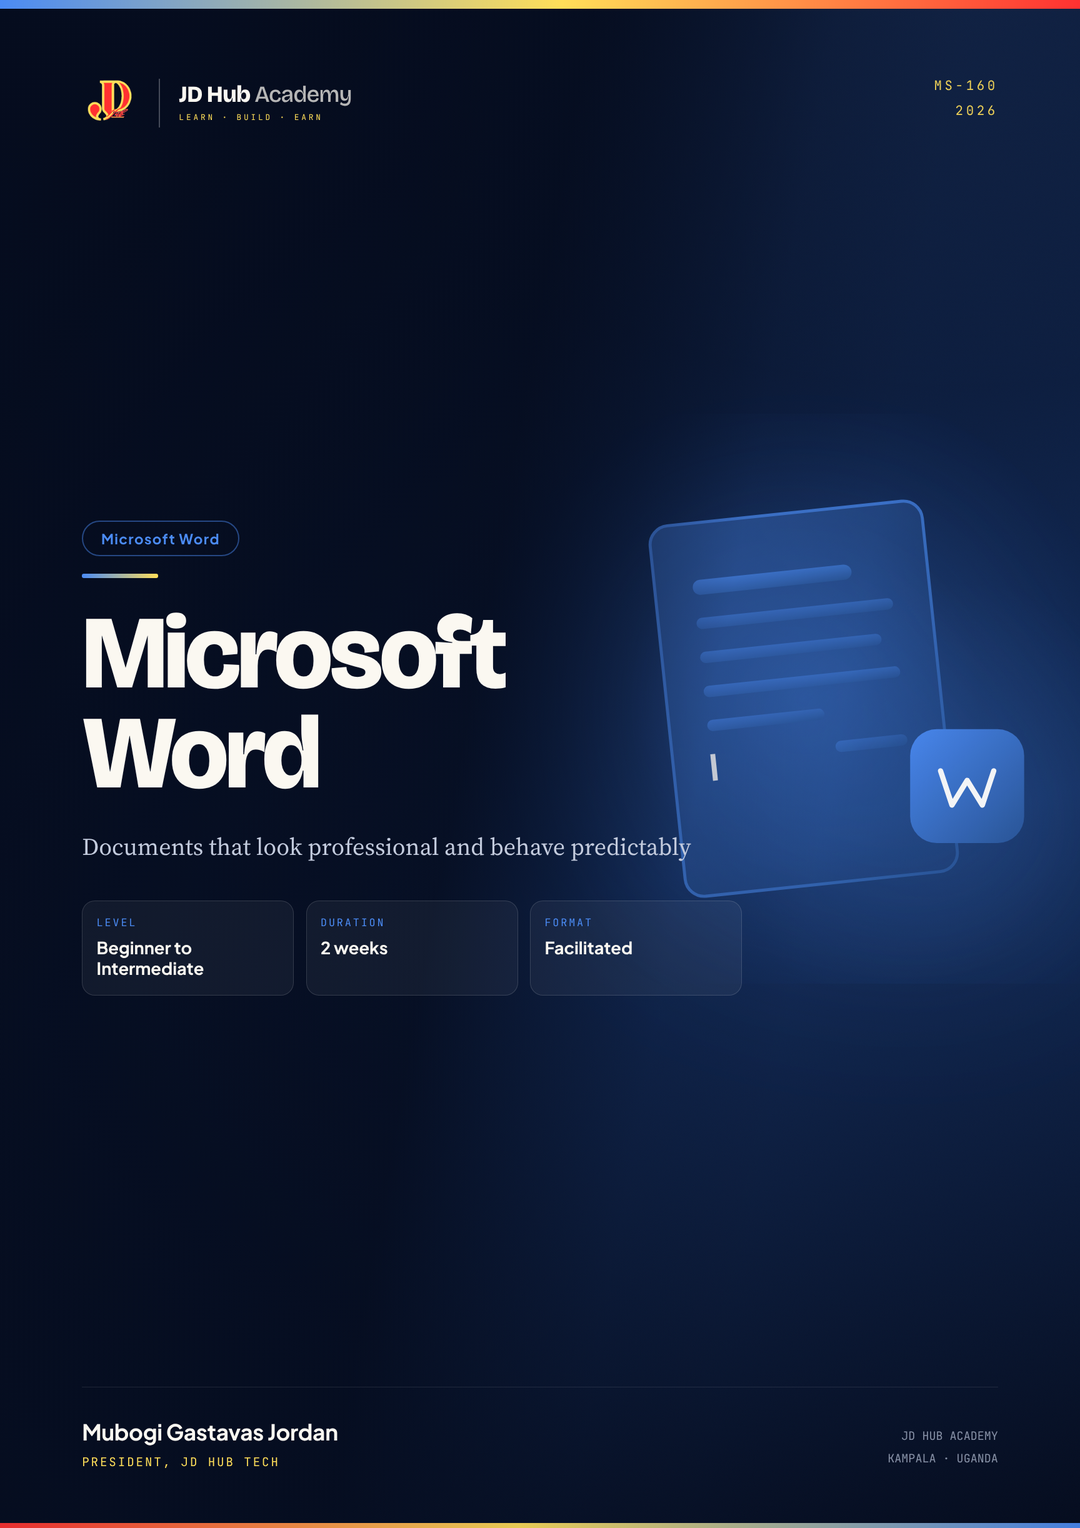 JD
JD Hub Academy
LEARN · BUILD · EARN
MS-160
2026
Microsoft Word
Microsoft
Word
Documents that look professional and behave predictably
LEVEL
Beginner to
Intermediate
DURATION
2 weeks
FORMAT
Facilitated
W
Mubogi Gastavas Jordan
PRESIDENT, JD HUB TECH
JD HUB ACADEMY
KAMPALA · UGANDA